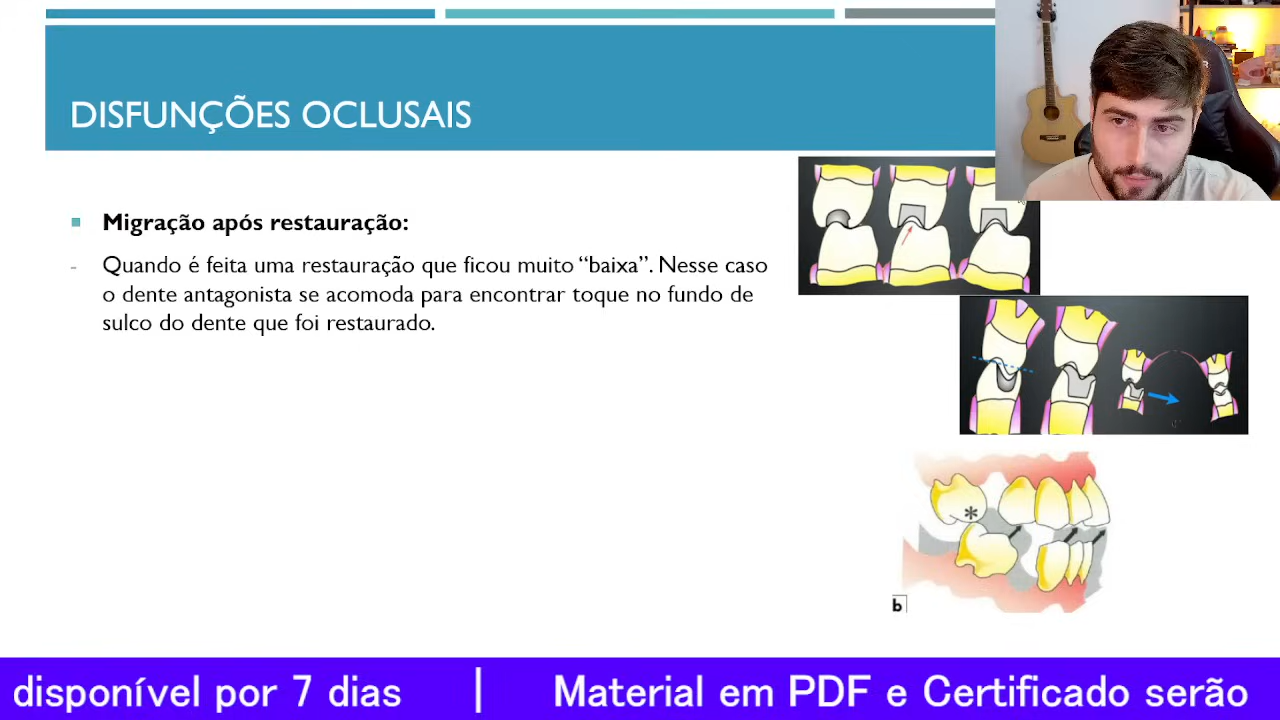 DISFUNÇÕES OCLUSAIS
Migração após restauração:
- Quando é feita uma restauração que ficou muito “baixa”. Nesse caso
o dente antagonista se acomoda para encontrar toque no fundo de
sulco do dente que foi restaurado.
*
b
disponível por 7 dias | Material em PDF e Certificado serão